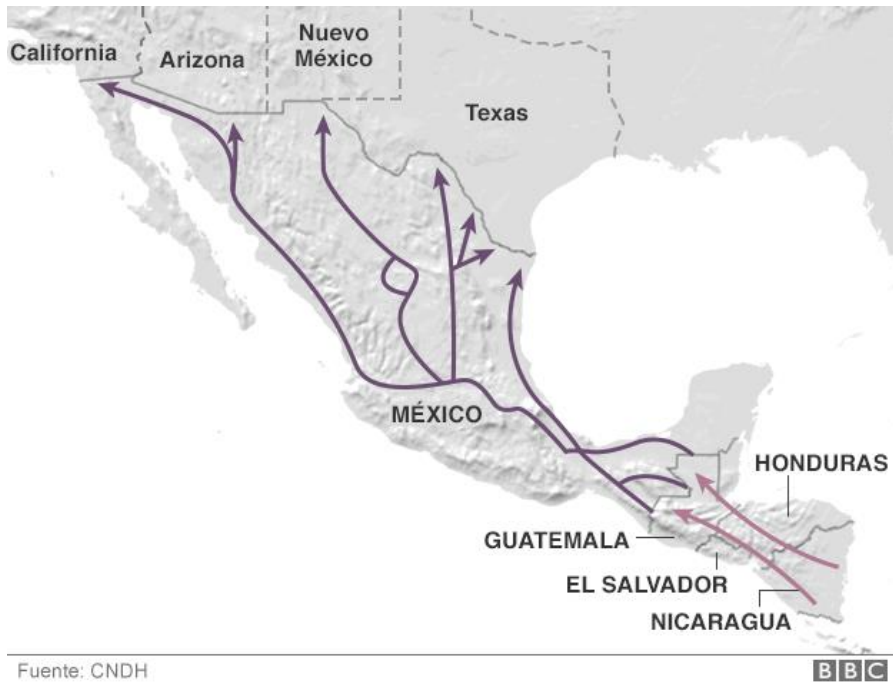 California
Arizona
Nuevo
México
Texas
MÉXICO
HONDURAS
GUATEMALA
EL SALVADOR
NICARAGUA
Fuente: CNDH
BBC